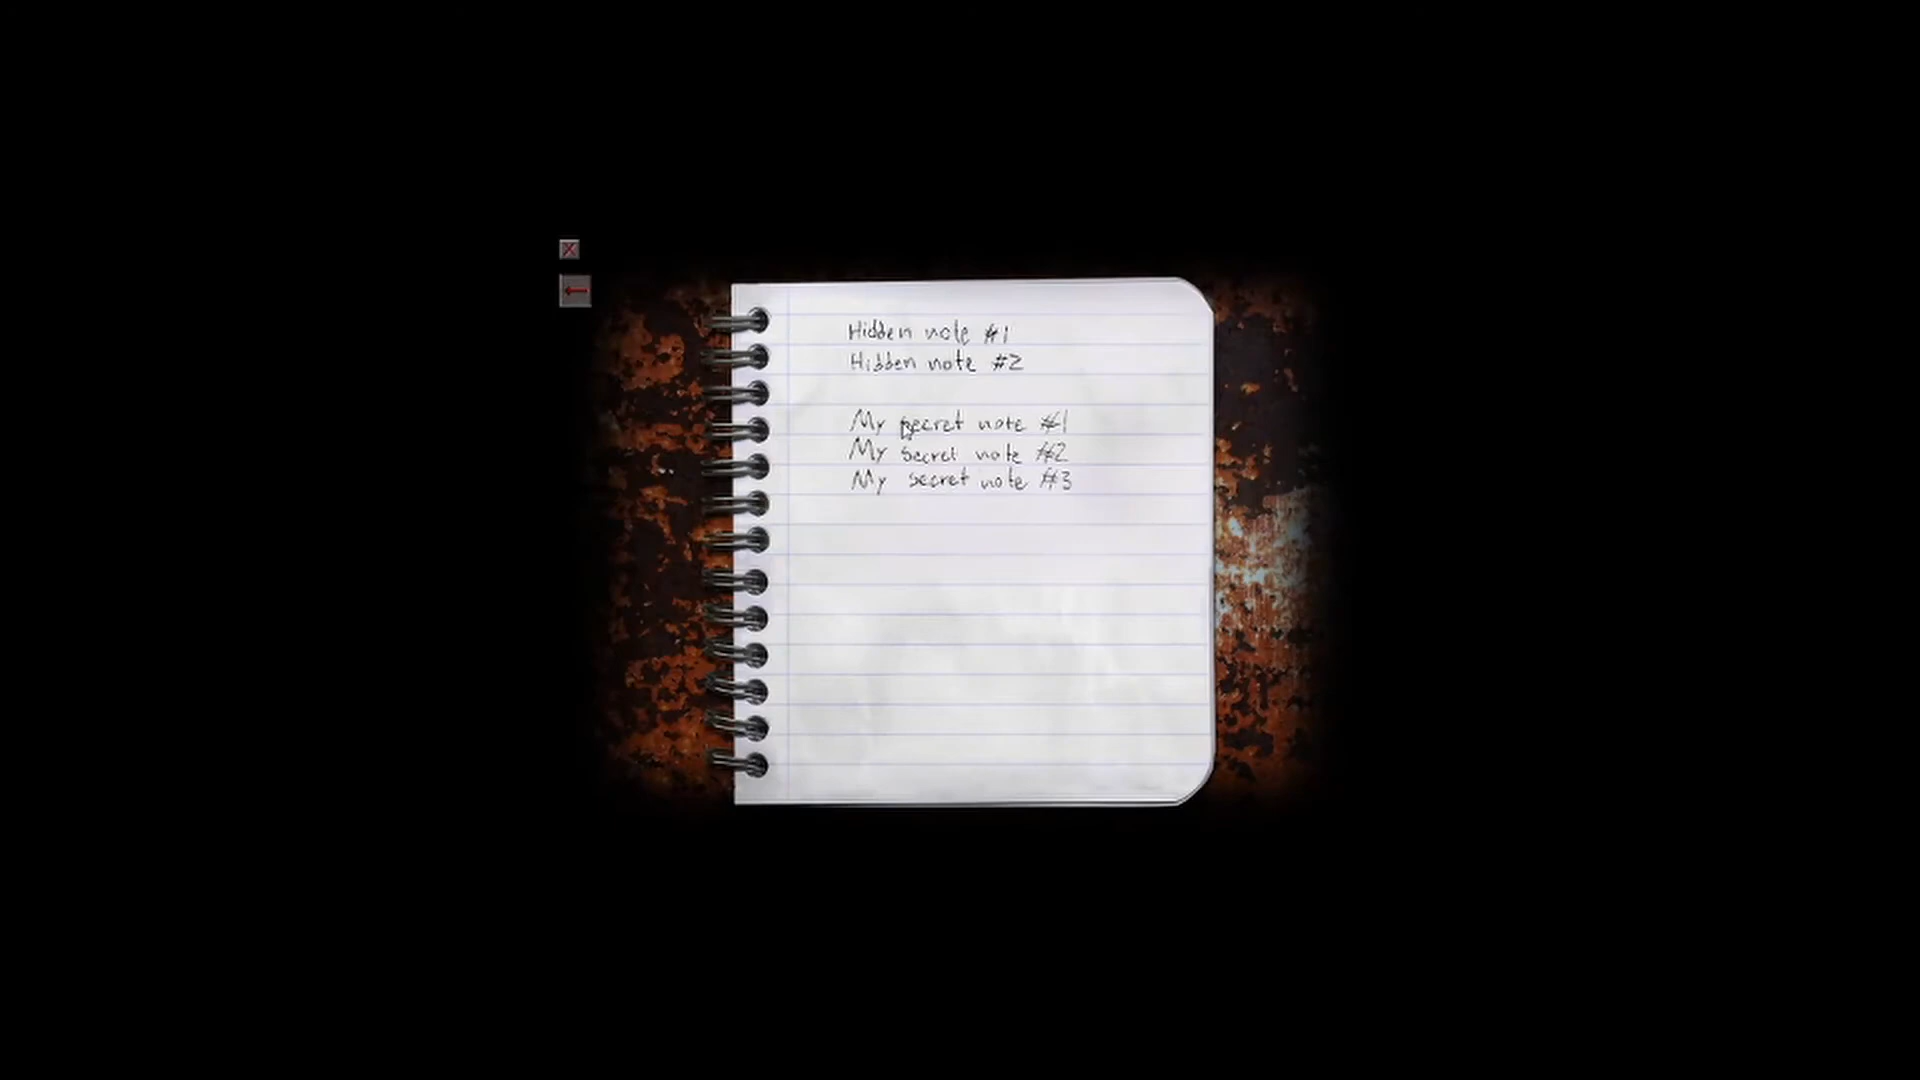 Hidden note #1
Hidden note #2
My secret note #1
My secret note #2
My secret note #3